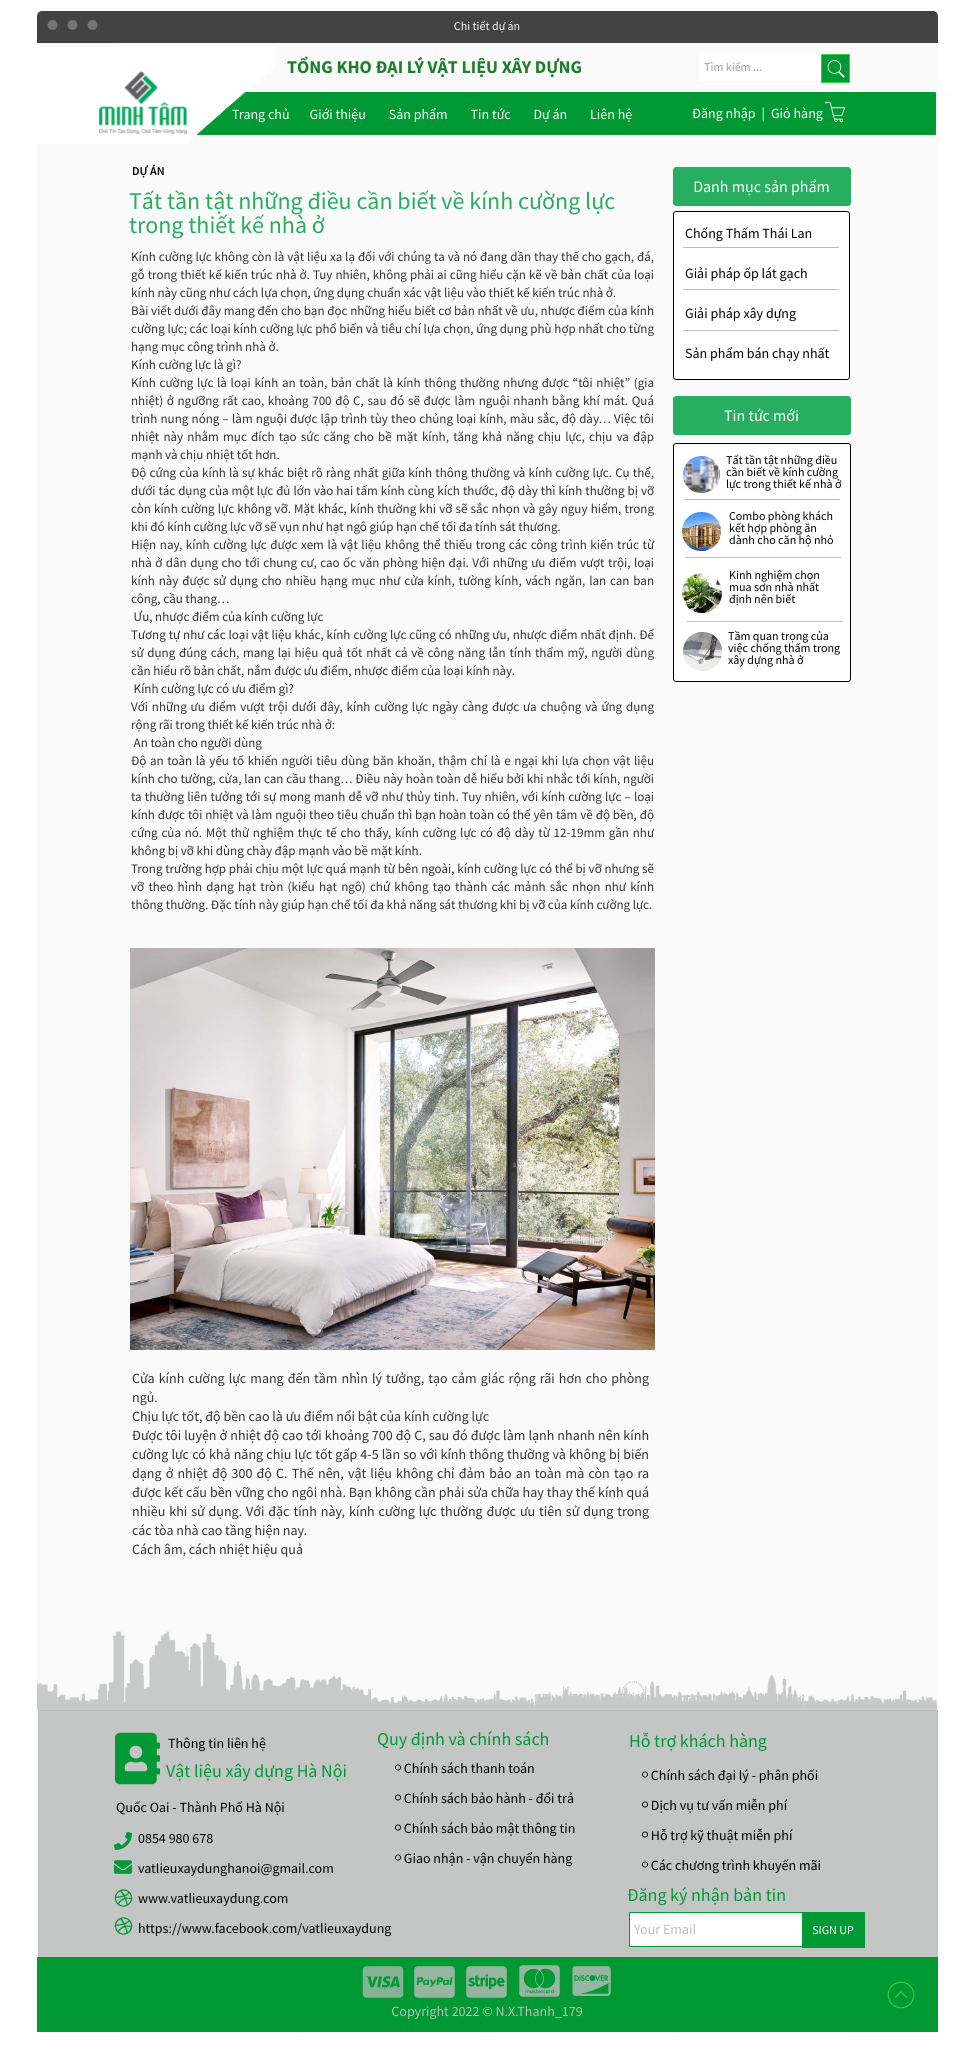 Chi tiết dự án
TỔNG KHO ĐẠI LÝ VẬT LIỆU XÂY DỰNG
Tìm kiếm ...
MINH TÂM
Chữ Tín Tạo Dựng, Chữ Tâm Vững Vàng
Trang chủ Giới thiệu Sản phẩm Tin tức Dự án Liên hệ
Đăng nhập | Giỏ hàng
DỰ ÁN
Tất tần tật những điều cần biết về kính cường lực
trong thiết kế nhà ở
Kính cường lực không còn là vật liệu xa lạ đối với chúng ta và nó đang dần thay thế cho gạch, đá,
gỗ trong thiết kế kiến trúc nhà ở. Tuy nhiên, không phải ai cũng hiểu cặn kẽ về bản chất của loại
kính này cũng như cách lựa chọn, ứng dụng chuẩn xác vật liệu vào thiết kế kiến trúc nhà ở.
Bài viết dưới đây mang đến cho bạn đọc những hiểu biết cơ bản nhất về ưu, nhược điểm của kính
cường lực; các loại kính cường lực phổ biến và tiêu chí lựa chọn, ứng dụng phù hợp nhất cho từng
hạng mục công trình nhà ở.
Kính cường lực là gì?
Kính cường lực là loại kính an toàn, bản chất là kính thông thường nhưng được “tôi nhiệt” (gia
nhiệt) ở ngưỡng rất cao, khoảng 700 độ C, sau đó sẽ được làm nguội nhanh bằng khí mát. Quá
trình nung nóng – làm nguội được lập trình tùy theo chủng loại kính, màu sắc, độ dày… Việc tôi
nhiệt này nhằm mục đích tạo sức căng cho bề mặt kính, tăng khả năng chịu lực, chịu va đập
mạnh và chịu nhiệt tốt hơn.
Độ cứng của kính là sự khác biệt rõ ràng nhất giữa kính thông thường và kính cường lực. Cụ thể,
dưới tác dụng của một lực đủ lớn vào hai tấm kính cùng kích thước, độ dày thì kính thường bị vỡ
còn kính cường lực không vỡ. Mặt khác, kính thường khi vỡ sẽ sắc nhọn và gây nguy hiểm, trong
khi đó kính cường lực vỡ sẽ vụn như hạt ngô giúp hạn chế tối đa tính sát thương.
Hiện nay, kính cường lực được xem là vật liệu không thể thiếu trong các công trình kiến trúc từ
nhà ở dân dụng cho tới chung cư, cao ốc văn phòng hiện đại. Với những ưu điểm vượt trội, loại
kính này được sử dụng cho nhiều hạng mục như cửa kính, tường kính, vách ngăn, lan can ban
công, cầu thang…
Ưu, nhược điểm của kính cường lực
Tương tự như các loại vật liệu khác, kính cường lực cũng có những ưu, nhược điểm nhất định. Để
sử dụng đúng cách, mang lại hiệu quả tốt nhất cả về công năng lẫn tính thẩm mỹ, người dùng
cần hiểu rõ bản chất, nắm được ưu điểm, nhược điểm của loại kính này.
Kính cường lực có ưu điểm gì?
Với những ưu điểm vượt trội dưới đây, kính cường lực ngày càng được ưa chuộng và ứng dụng
rộng rãi trong thiết kế kiến trúc nhà ở:
An toàn cho người dùng
Độ an toàn là yếu tố khiến người tiêu dùng băn khoăn, thậm chí là e ngại khi lựa chọn vật liệu
kính cho tường, cửa, lan can cầu thang… Điều này hoàn toàn dễ hiểu bởi khi nhắc tới kính, người
ta thường liên tưởng tới sự mong manh dễ vỡ như thủy tinh. Tuy nhiên, với kính cường lực – loại
kính được tôi nhiệt và làm nguội theo tiêu chuẩn thì bạn hoàn toàn có thể yên tâm về độ bền, độ
cứng của nó. Một thử nghiệm thực tế cho thấy, kính cường lực có độ dày từ 12-19mm gần như
không bị vỡ khi dùng chày đập mạnh vào bề mặt kính.
Trong trường hợp phải chịu một lực quá mạnh từ bên ngoài, kính cường lực có thể bị vỡ nhưng sẽ
vỡ theo hình dạng hạt tròn (kiểu hạt ngô) chứ không tạo thành các mảnh sắc nhọn như kính
thông thường. Đặc tính này giúp hạn chế tối đa khả năng sát thương khi bị vỡ của kính cường lực.
Cửa kính cường lực mang đến tầm nhìn lý tưởng, tạo cảm giác rộng rãi hơn cho phòng
ngủ.
Chịu lực tốt, độ bền cao là ưu điểm nổi bật của kính cường lực
Được tôi luyện ở nhiệt độ cao tới khoảng 700 độ C, sau đó được làm lạnh nhanh nên kính
cường lực có khả năng chịu lực tốt gấp 4-5 lần so với kính thông thường và không bị biến
dạng ở nhiệt độ 300 độ C. Thế nên, vật liệu không chỉ đảm bảo an toàn mà còn tạo ra
được kết cấu bền vững cho ngôi nhà. Bạn không cần phải sửa chữa hay thay thế kính quá
nhiều khi sử dụng. Với đặc tính này, kính cường lực thường được ưu tiên sử dụng trong
các tòa nhà cao tầng hiện nay.
Cách âm, cách nhiệt hiệu quả
Danh mục sản phẩm
Chống Thấm Thái Lan
Giải pháp ốp lát gạch
Giải pháp xây dựng
Sản phẩm bán chạy nhất
Tin tức mới
Tất tần tật những điều
cần biết về kính cường
lực trong thiết kế nhà ở
Combo phòng khách
kết hợp phòng ăn
dành cho căn hộ nhỏ
Kinh nghiệm chọn
mua sơn nhà nhất
định nên biết
Tầm quan trọng của
việc chống thấm trong
xây dựng nhà ở
Thông tin liên hệ
Vật liệu xây dựng Hà Nội
Quốc Oai - Thành Phố Hà Nội
0854 980 678
vatlieuxaydunghanoi@gmail.com
www.vatlieuxaydung.com
https://www.facebook.com/vatlieuxaydung
Quy định và chính sách
Chính sách thanh toán
Chính sách bảo hành - đổi trả
Chính sách bảo mật thông tin
Giao nhận - vận chuyển hàng
Hỗ trợ khách hàng
Chính sách đại lý - phân phối
Dịch vụ tư vấn miễn phí
Hỗ trợ kỹ thuật miễn phí
Các chương trình khuyến mãi
Đăng ký nhận bản tin
Your Email
SIGN UP
VISA PayPal stripe mastercard DISCOVER
Copyright 2022 © N.X.Thanh_179